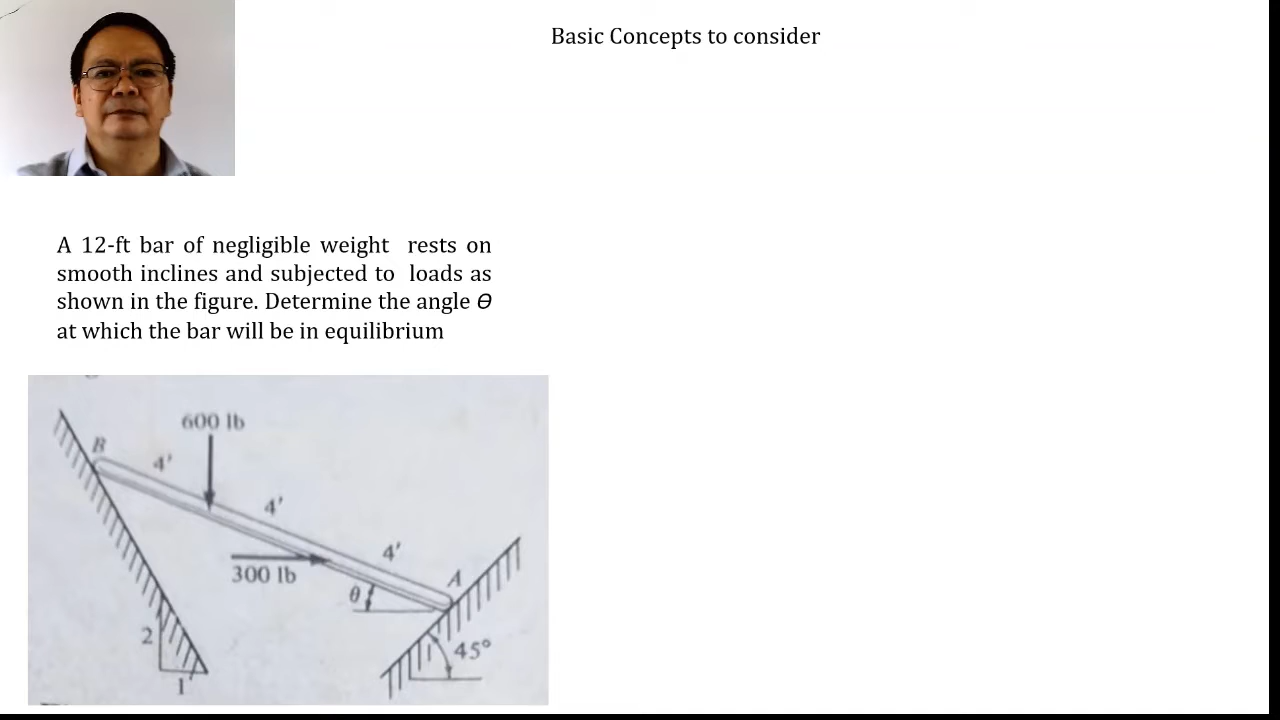 Basic Concepts to consider
A 12-ft bar of negligible weight rests on
smooth inclines and subjected to loads as
shown in the figure. Determine the angle Ө
at which the bar will be in equilibrium
600 lb
B
4'
4'
4'
A
300 lb
θ
2
45°
1